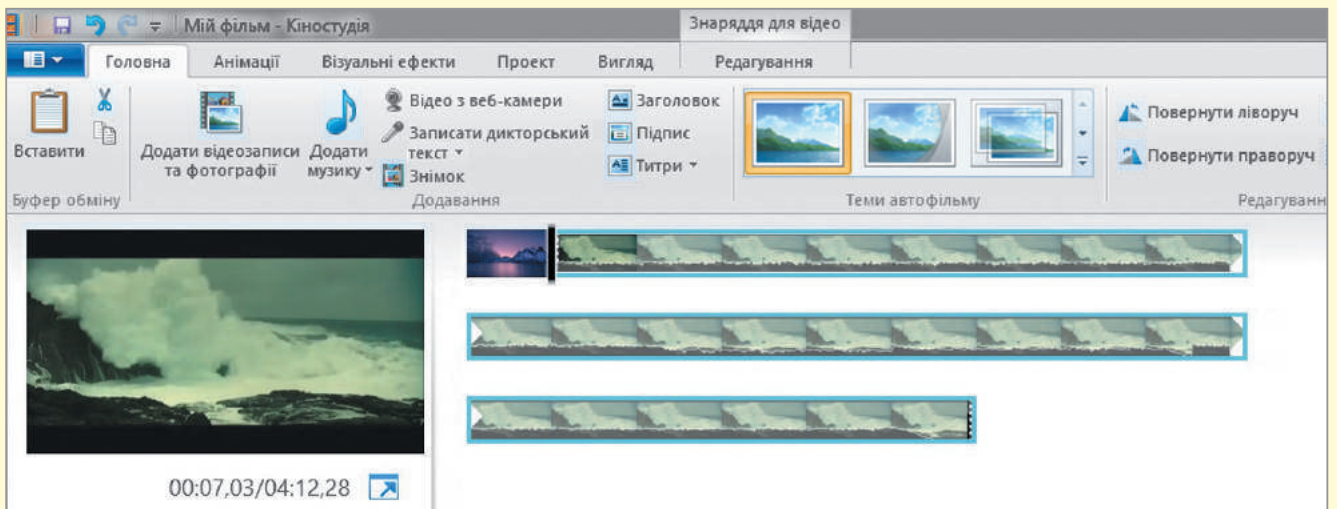 Мій фільм - Кіностудія
Знаряддя для відео
Головна Анімації Візуальні ефекти Проект Вигляд Редагування
Вставити
Додати відеозаписи та фотографії
Додати музику
Відео з веб-камери
Записати дикторський текст
Знімок
Заголовок
Підпис
Титри
Повернути ліворуч
Повернути праворуч
Буфер обміну Додавання Теми автофільму Редагуванн
00:07,03/04:12,28